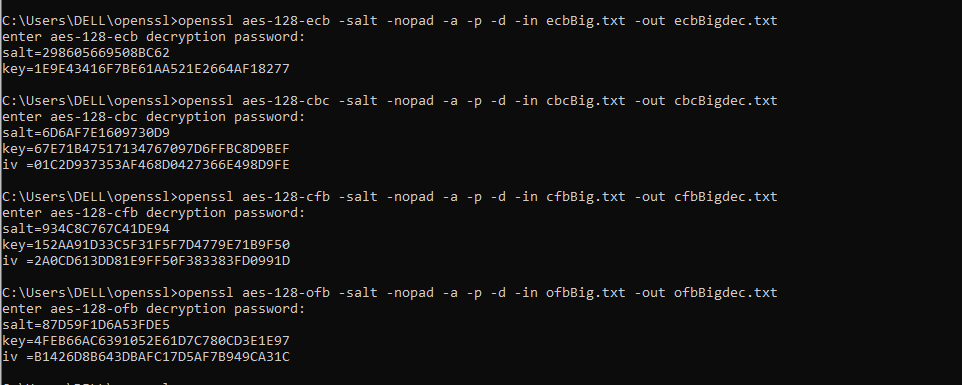 C:\Users\DELL\openssl>openssl aes-128-ecb -salt -nopad -a -p -d -in ecbBig.txt -out ecbBigdec.txt
enter aes-128-ecb decryption password:
salt=298605669508BC62
key=1E9E43416F7BE61AA521E2664AF18277
C:\Users\DELL\openssl>openssl aes-128-cbc -salt -nopad -a -p -d -in cbcBig.txt -out cbcBigdec.txt
enter aes-128-cbc decryption password:
salt=6D6AF7E1609730D9
key=67E71B47517134767097D6FFBC8D9BEF
iv =01C2D937353AF468D0427366E498D9FE
C:\Users\DELL\openssl>openssl aes-128-cfb -salt -nopad -a -p -d -in cfbBig.txt -out cfbBigdec.txt
enter aes-128-cfb decryption password:
salt=934C8C767C41DE94
key=152AA91D33C5F31F5F7D4779E71B9F50
iv =2A0CD613DD81E9FF50F383383FD0991D
C:\Users\DELL\openssl>openssl aes-128-ofb -salt -nopad -a -p -d -in ofbBig.txt -out ofbBigdec.txt
enter aes-128-ofb decryption password:
salt=87D59F1D6A53FDE5
key=4FEB66AC6391052E61D7C780CD3E1E97
iv =B1426D8B643DBAFC17D5AF7B949CA31C